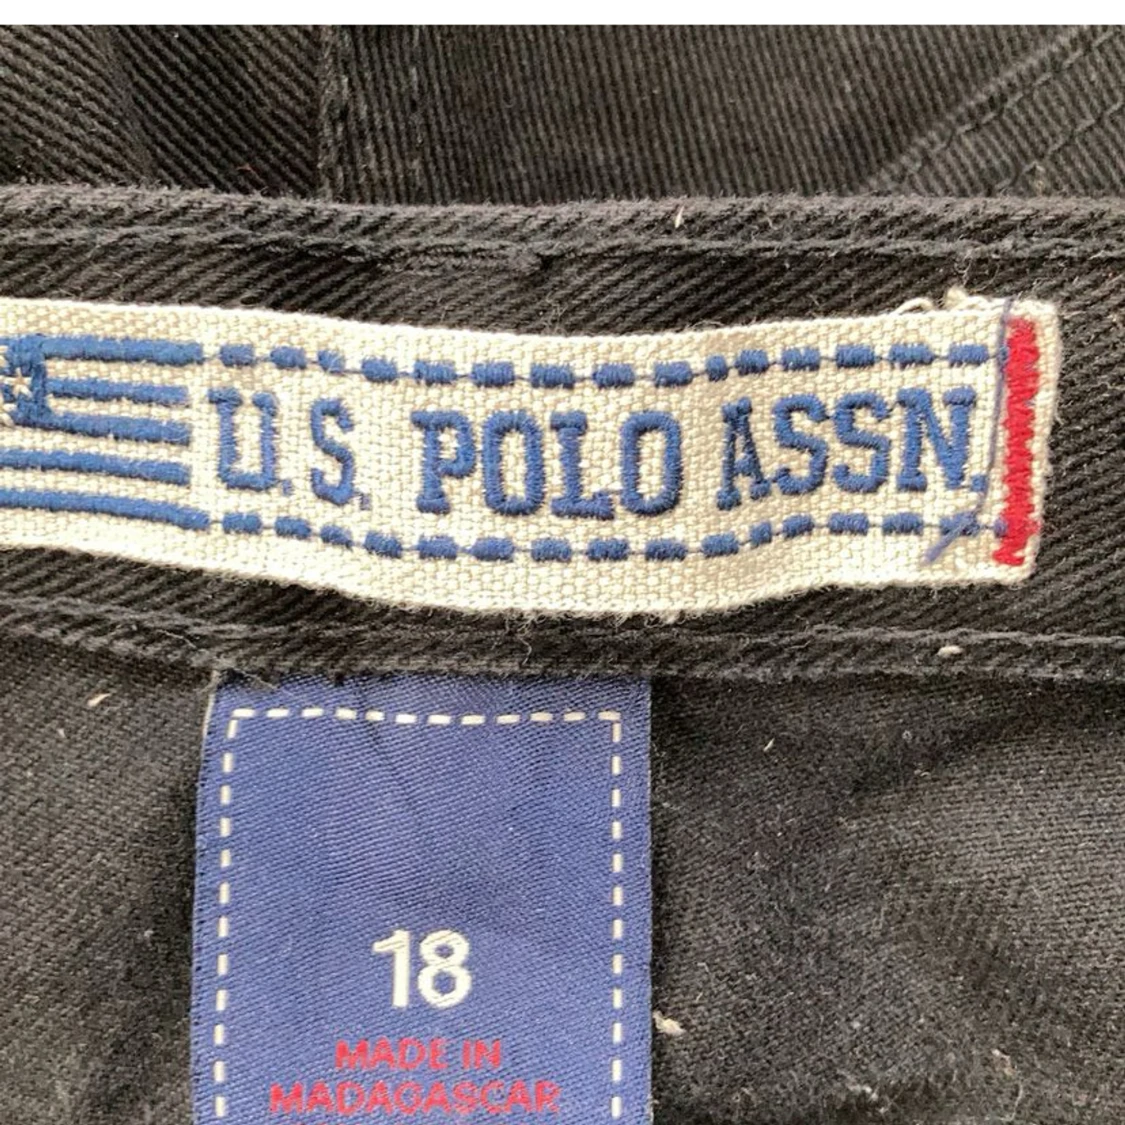 U.S. POLO ASSN.
18
MADE IN
MADAGASCAR